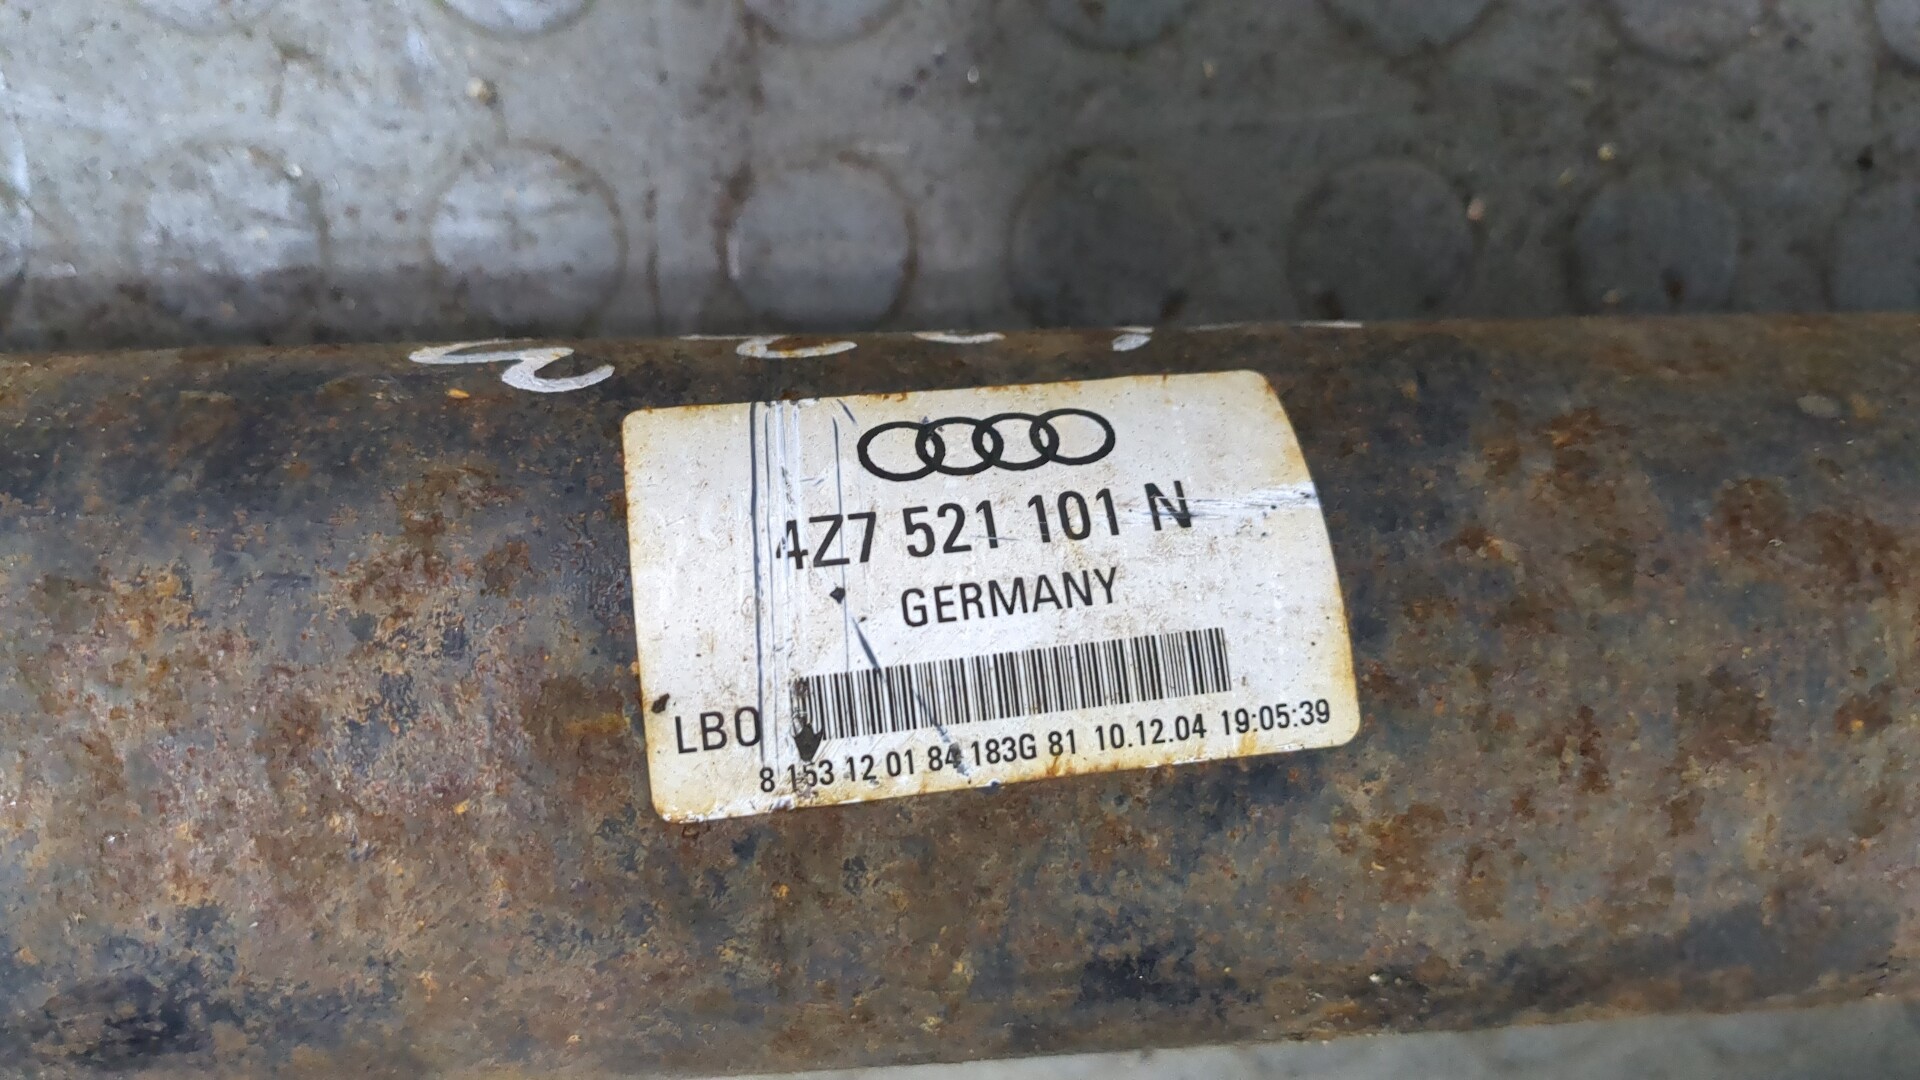 4Z7 521 101 N
GERMANY
LBO
8 153 12 01 84 183G 81 10.12.04 19:05:39